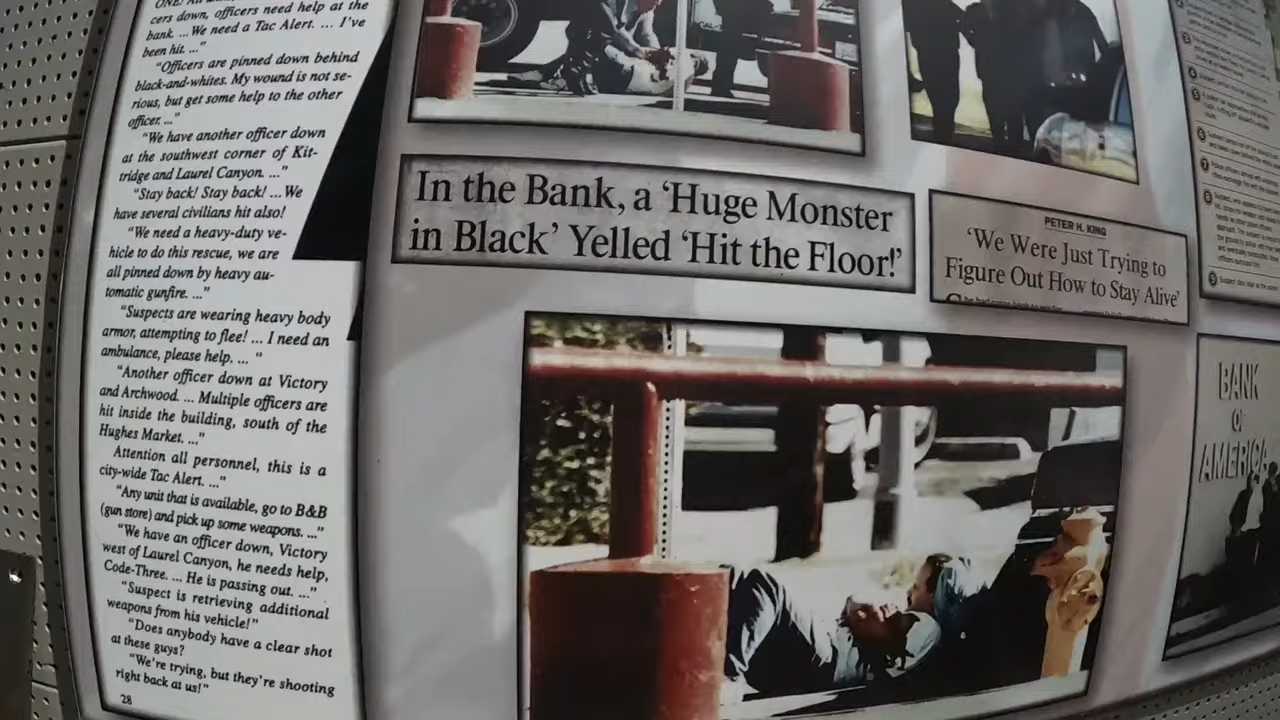 cers down, officers need help at the
bank. ... We need a Tac Alert. ... I've
been hit. ..."
"Officers are pinned down behind
black-and-whites. My wound is not se-
rious, but get some help to the other
officer. ..."
"We have another officer down
at the southwest corner of Kit-
tridge and Laurel Canyon. ..."
"Stay back! Stay back! ... We
have several civilians hit also!
"We need a heavy-duty ve-
hicle to do this rescue, we are
all pinned down by heavy au-
tomatic gunfire. ..."
"Suspects are wearing heavy body
armor, attempting to flee! ... I need an
ambulance, please help. ... "
"Another officer down at Victory
and Archwood. ... Multiple officers are
hit inside the building, south of the
Hughes Market. ..."
Attention all personnel, this is a
city-wide Tac Alert. ..."
"Any unit that is available, go to B&B
(gun store) and pick up some weapons. ..."
"We have an officer down, Victory
west of Laurel Canyon, he needs help,
Code-Three. ... He is passing out. ..."
"Suspect is retrieving additional
weapons from his vehicle!"
"Does anybody have a clear shot
at these guys?
"We're trying, but they're shooting
right back at us!"
28
In the Bank, a 'Huge Monster
in Black' Yelled 'Hit the Floor!'
PETER H. KING
'We Were Just Trying to
Figure Out How to Stay Alive'
BANK
OF
AMERICA